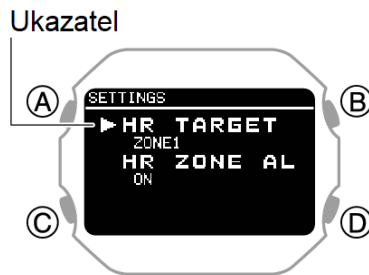 Ukazatel
A
B
SETTINGS
▶HR TARGET
ZONE1
HR ZONE AL
ON
C
D